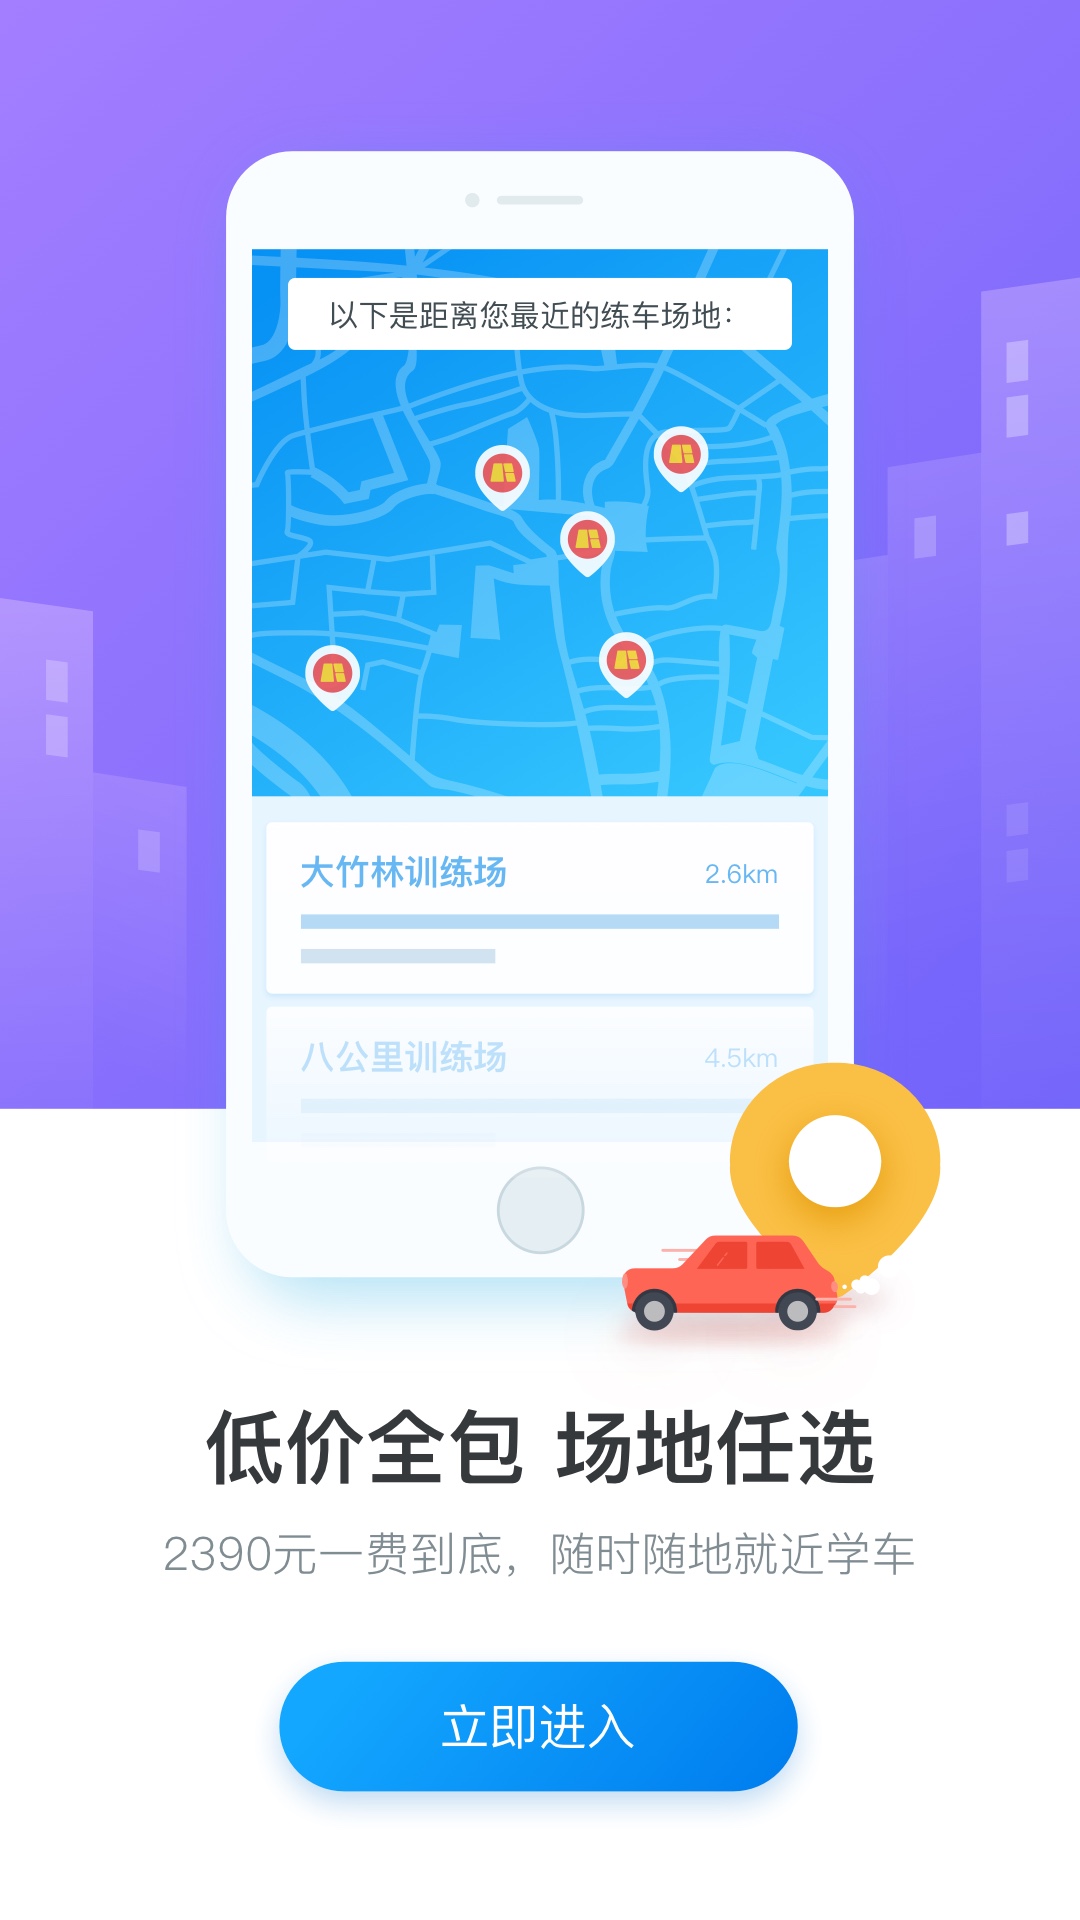 以下是距离您最近的练车场地：
大竹林训练场
2.6km
八公里训练场
4.5km
低价全包 场地任选
2390元一费到底，随时随地就近学车
立即进入